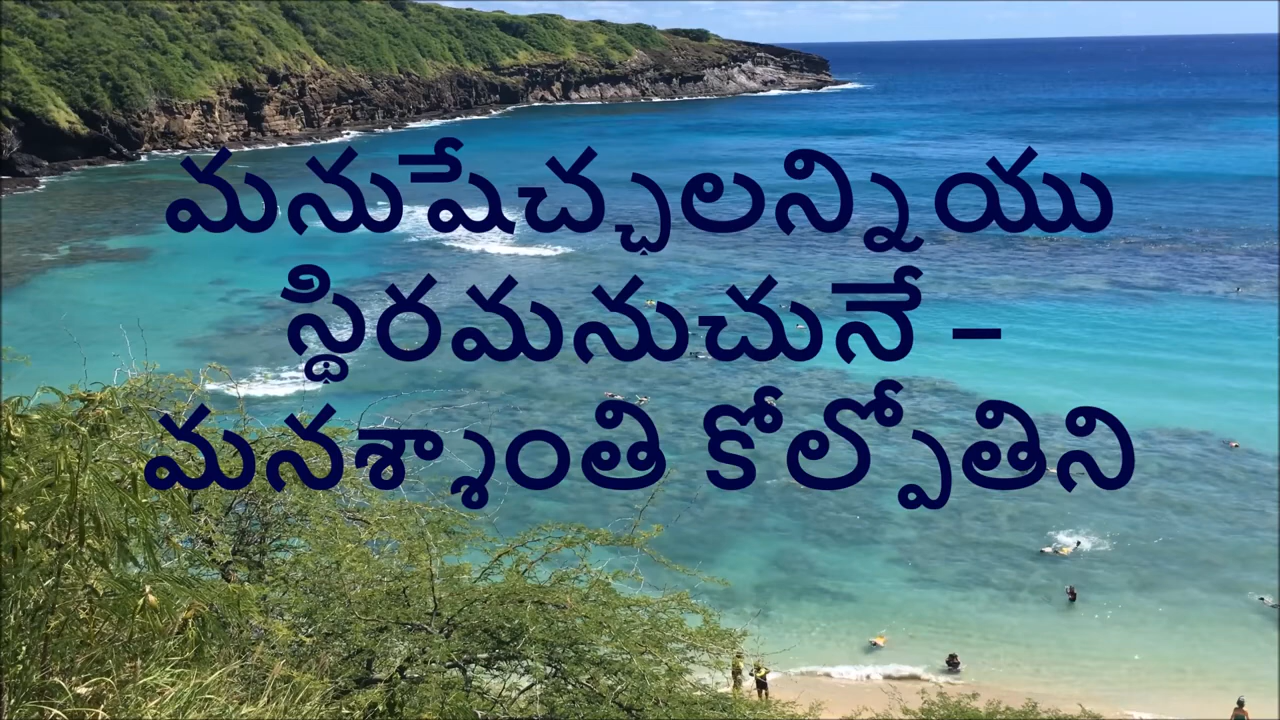 మనుషేచ్ఛలన్నియు
స్థిరమనుచునే –
మనశ్శాంతి కోల్పోతిని